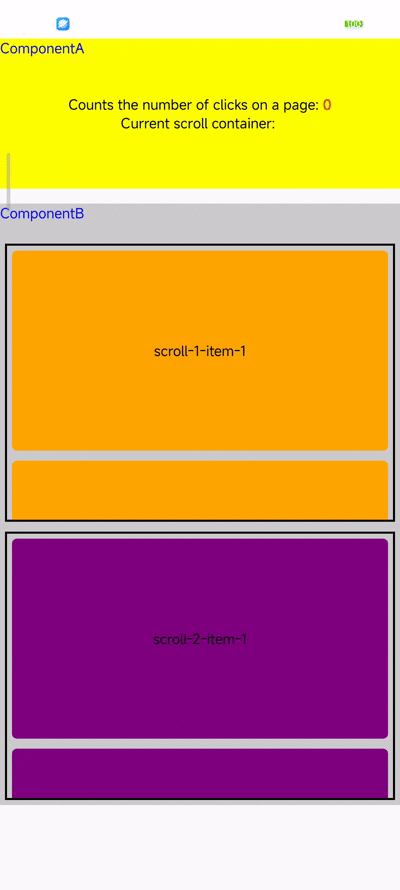 100
ComponentA
Counts the number of clicks on a page: 0
Current scroll container:
ComponentB
scroll-1-item-1
scroll-2-item-1